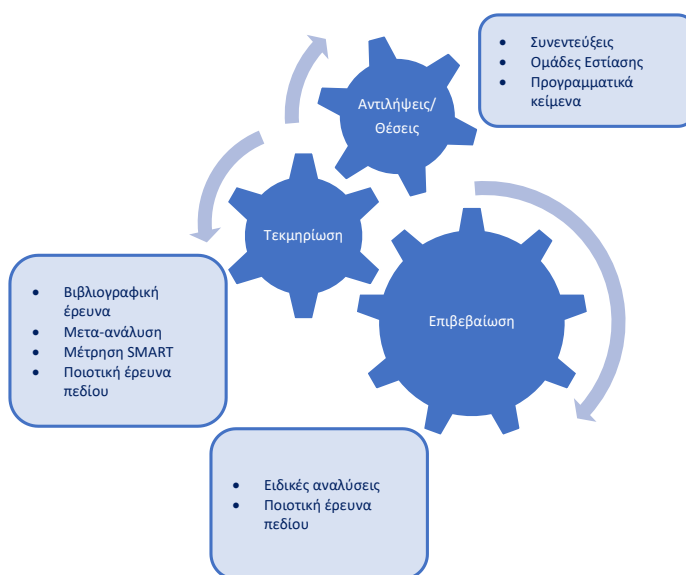 • Συνεντεύξεις
• Ομάδες Εστίασης
• Προγραμματικά
κείμενα
Αντιλήψεις/
Θέσεις
Τεκμηρίωση
Επιβεβαίωση
• Βιβλιογραφική
έρευνα
• Μετα-ανάλυση
• Μέτρηση SMART
• Ποιοτική έρευνα
πεδίου
• Ειδικές αναλύσεις
• Ποιοτική έρευνα
πεδίου